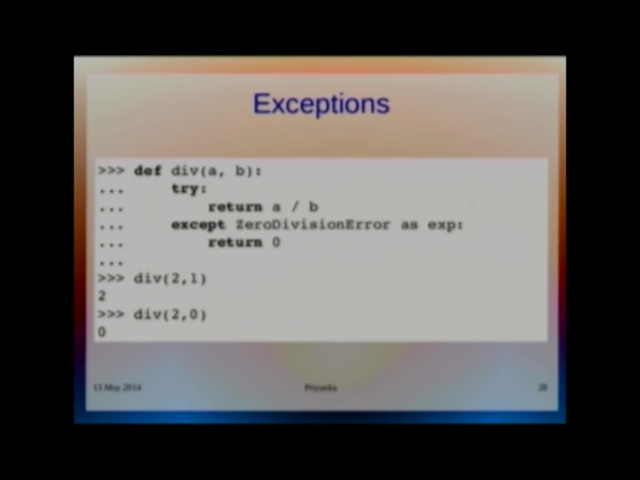 Exceptions
>>> def div(a, b):
...     try:
...         return a / b
...     except ZeroDivisionError as exp:
...         return 0
...
>>> div(2,1)
2
>>> div(2,0)
0
13 May 2014 Priyanka 28